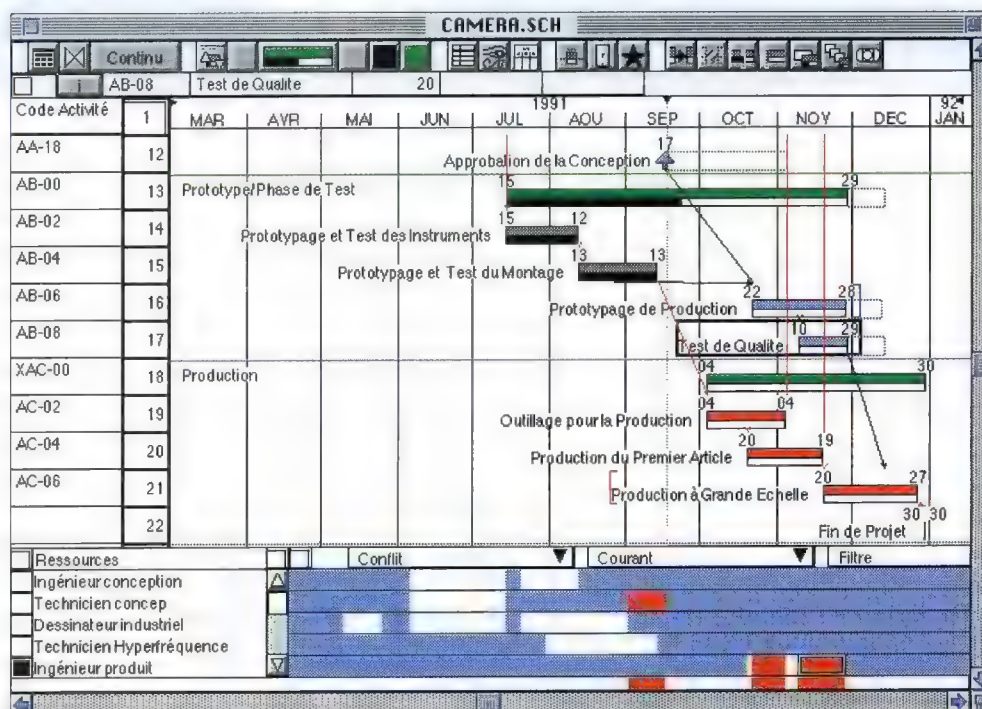 CAMERA.SCH
Continu
i AB-08 Test de Qualite 20
Code Activité 1 1991 92
MAR AVR MAI JUN JUL AOU SEP OCT NOV DEC JAN
AA-18 12 Approbation de la Conception 17
AB-00 13 Prototype/Phase de Test 15 29
AB-02 14 Prototypage et Test des Instruments 15 12
AB-04 15 Prototypage et Test du Montage 13 13
AB-06 16 Prototypage de Production 22 28
AB-08 17 Test de Qualite 10 29
XAC-00 18 Production 04 30
AC-02 19 Outillage pour la Production 04 04
AC-04 20 Production du Premier Article 20 19
AC-06 21 Production à Grande Echelle 20 27
22 Fin de Projet 30 30
Ressources Conflit Courant Filtre
Ingénieur conception
Technicien concep
Dessinateur industriel
Technicien Hyperfréquence
Ingénieur produit